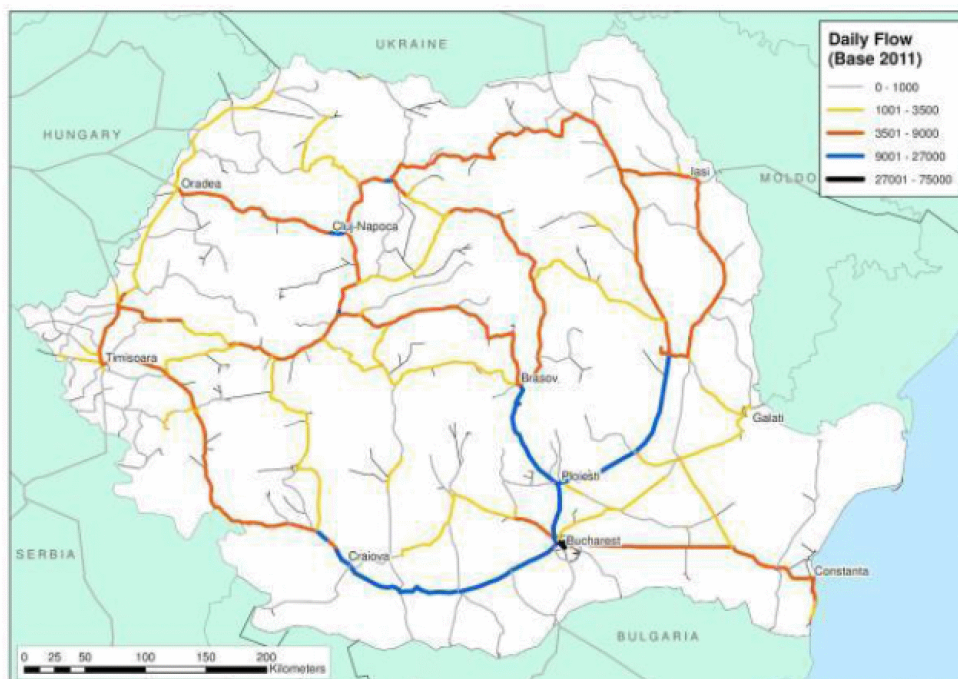 UKRAINE
Daily Flow
(Base 2011)
0 - 1000
1001 - 3500
3501 - 9000
9001 - 27000
27001 - 75000
HUNGARY
MOLDO
Oradea
Iasi
Cluj-Napoca
Timisoara
Brasov
Galati
Ploiesti
SERBIA
Craiova
Bucharest
Constanta
BULGARIA
0 25 50 100 150 200
Kilometers